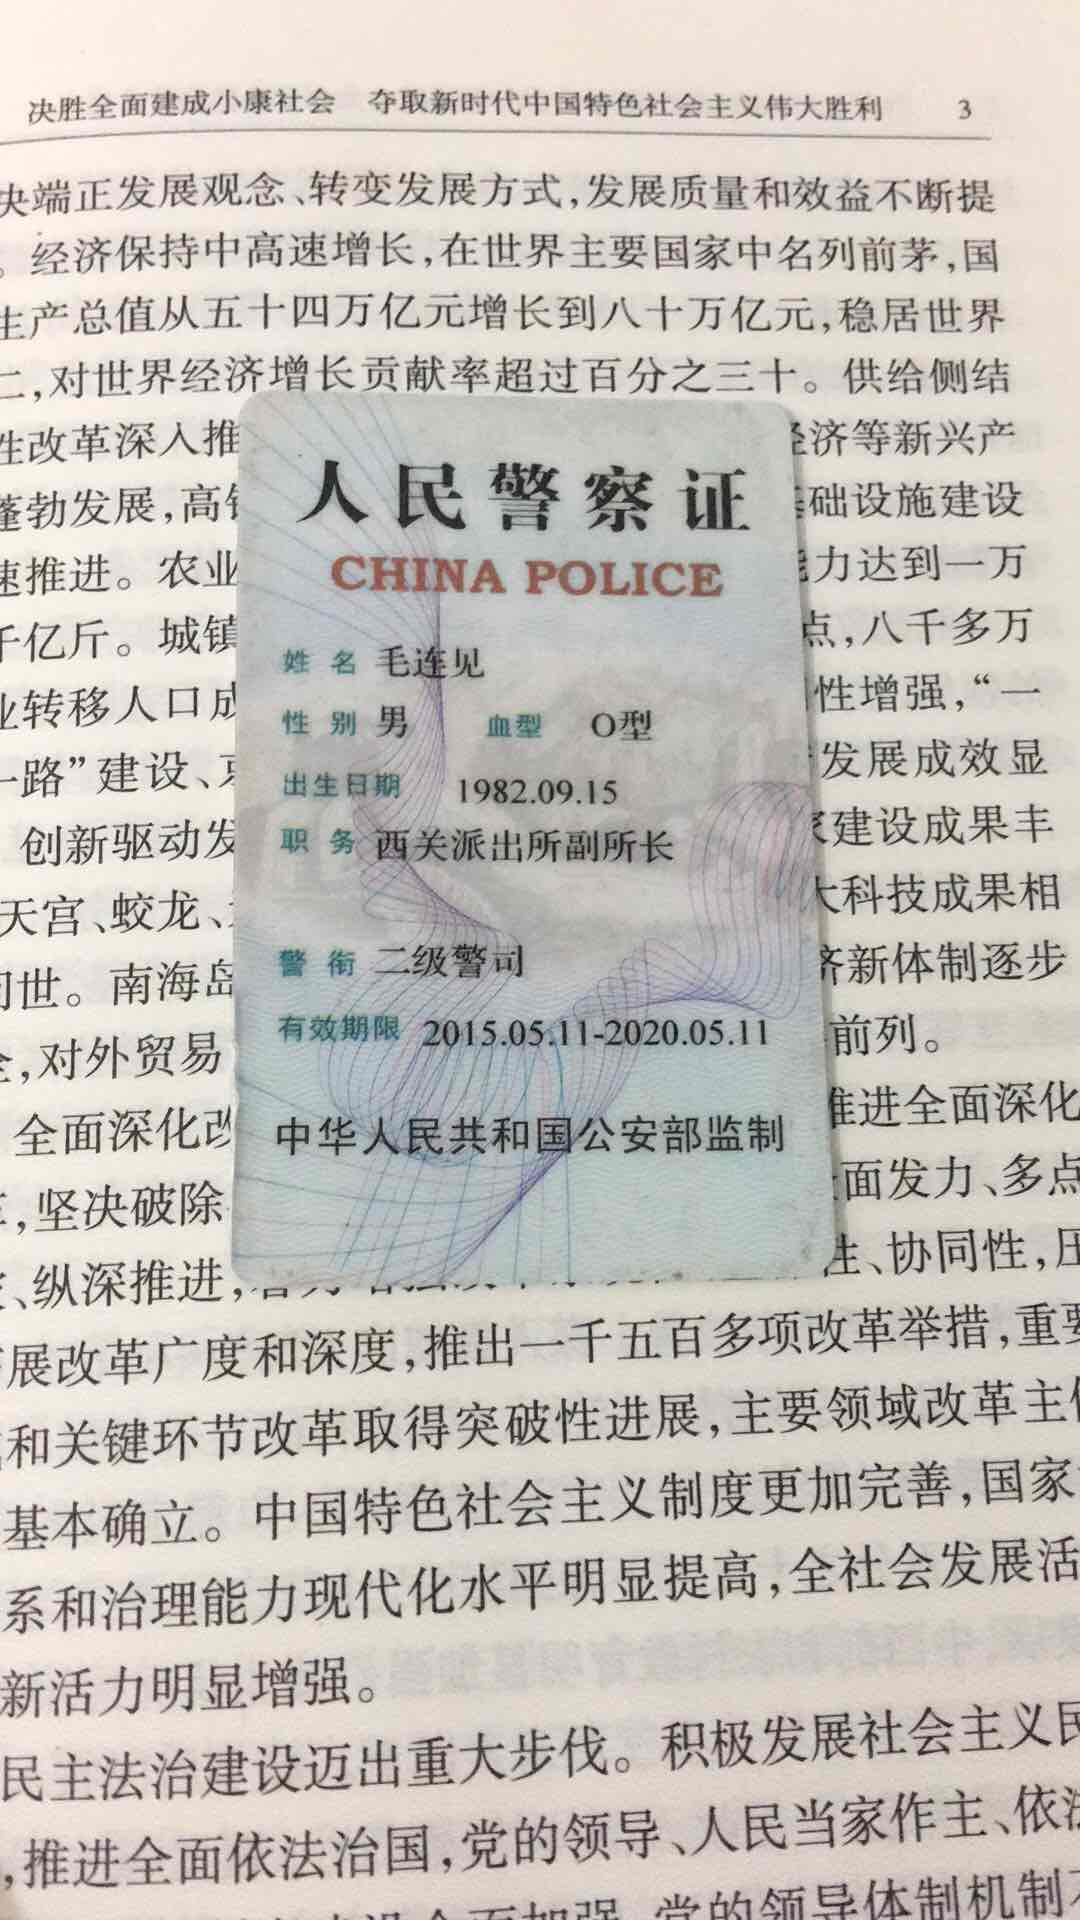 决胜全面建成小康社会　夺取新时代中国特色社会主义伟大胜利　3
央端正发展观念、转变发展方式,发展质量和效益不断提
。经济保持中高速增长,在世界主要国家中名列前茅,国
生产总值从五十四万亿元增长到八十万亿元,稳居世界
二,对世界经济增长贡献率超过百分之三十。供给侧结
性改革深入推 经济等新兴产
蓬勃发展,高铁 基础设施建设
速推进。农业 能力达到一万
千亿斤。城镇 点,八千多万
业转移人口成 性增强,“一
一路”建设、京 发展成效显
创新驱动发 家建设成果丰
天宫、蛟龙、 大科技成果相
问世。南海岛 济新体制逐步
全,对外贸易 前列。
全面深化改 推进全面深化
坚决破除 全面发力、多点
、纵深推进, 性、协同性,压
展改革广度和深度,推出一千五百多项改革举措,重要
和关键环节改革取得突破性进展,主要领域改革主体
基本确立。中国特色社会主义制度更加完善,国家
系和治理能力现代化水平明显提高,全社会发展活
新活力明显增强。
民主法治建设迈出重大步伐。积极发展社会主义民
,推进全面依法治国,党的领导、人民当家作主、依法
全面加强,党的领导体制机制不
人民警察证
CHINA POLICE
姓名 毛连见
性别 男 血型 O型
出生日期 1982.09.15
职务 西关派出所副所长
警衔 二级警司
有效期限 2015.05.11-2020.05.11
中华人民共和国公安部监制